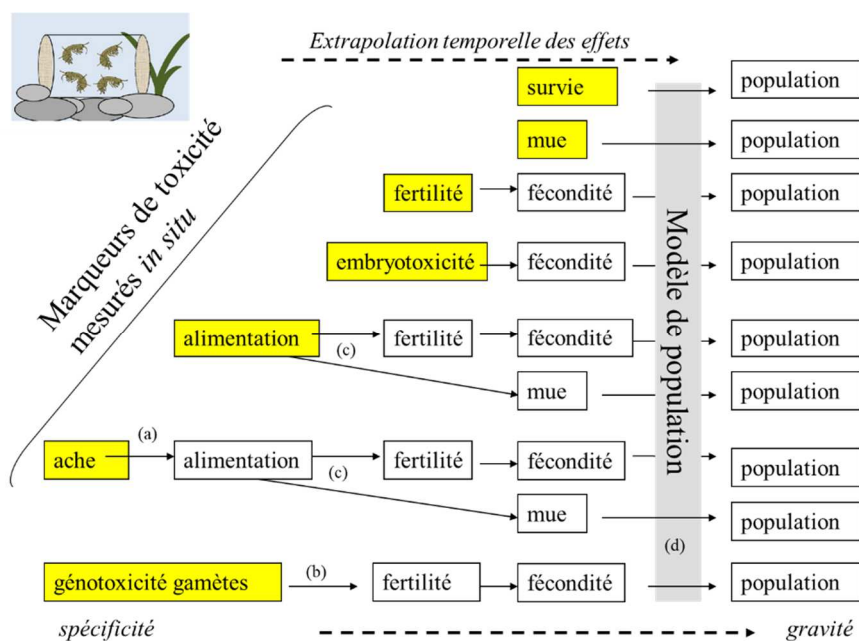 Extrapolation temporelle des effets
survie
population
mue
population
fertilité
fécondité
population
embryotoxicité
fécondité
population
Marqueurs de toxicité
mesurés in situ
Modèle de population
alimentation
(c)
fertilité
fécondité
population
mue
population
ache
(a)
alimentation
(c)
fertilité
fécondité
population
mue
population
(d)
génotoxicité gamètes
(b)
fertilité
fécondité
population
spécificité
gravité